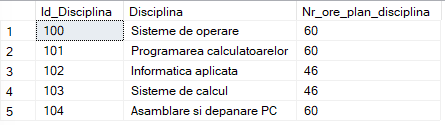 Id_Disciplina Disciplina Nr_ore_plan_disciplina
1 100 Sisteme de operare 60
2 101 Programarea calculatoarelor 60
3 102 Informatica aplicata 46
4 103 Sisteme de calcul 46
5 104 Asamblare si depanare PC 60